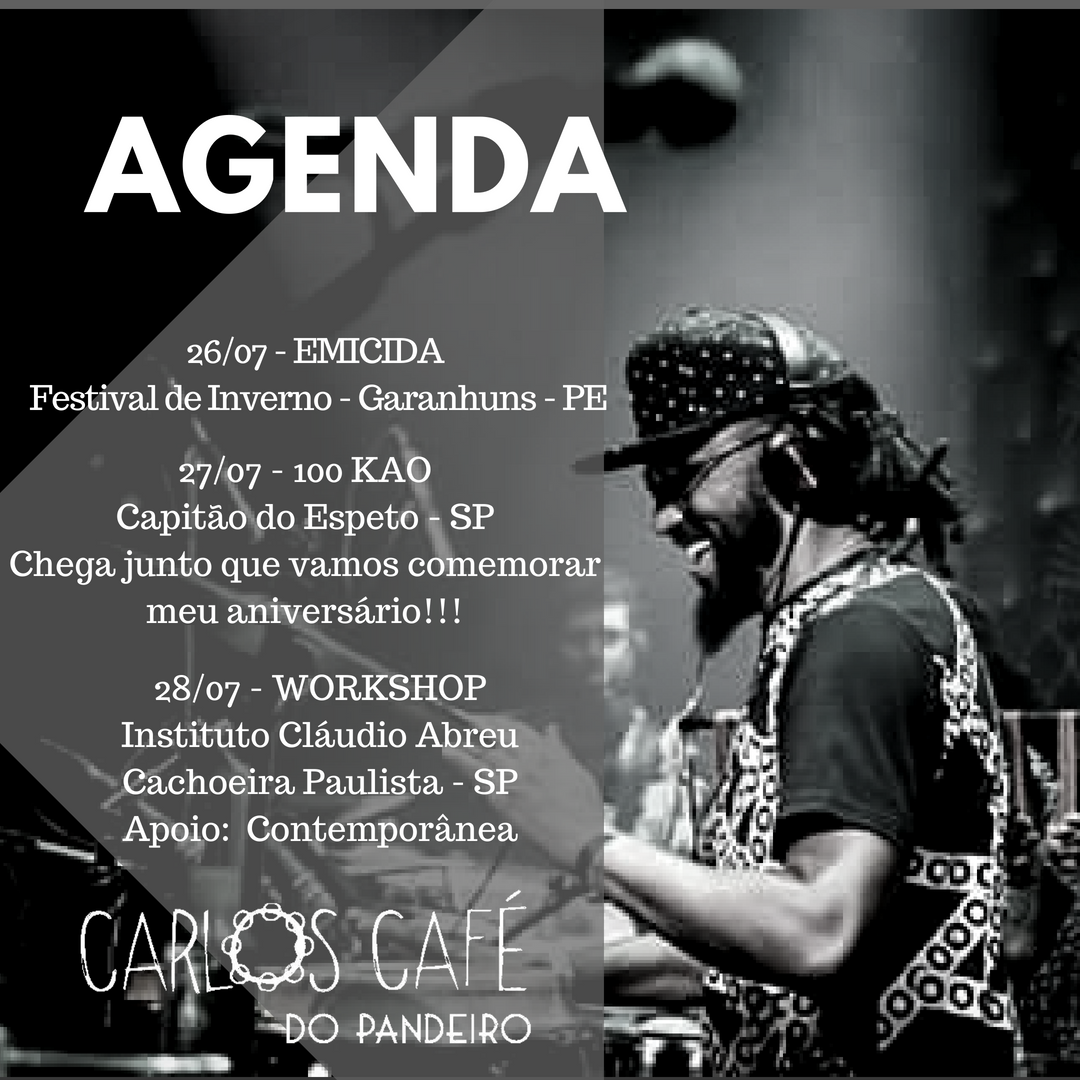 AGENDA
26/07 - EMICIDA
Festival de Inverno - Garanhuns - PE
27/07 - 100 KAO
Capitão do Espeto - SP
Chega junto que vamos comemorar
meu aniversário!!!
28/07 - WORKSHOP
Instituto Cláudio Abreu
Cachoeira Paulista - SP
Apoio:  Contemporânea
CARLOS CAFÉ
DO PANDEIRO